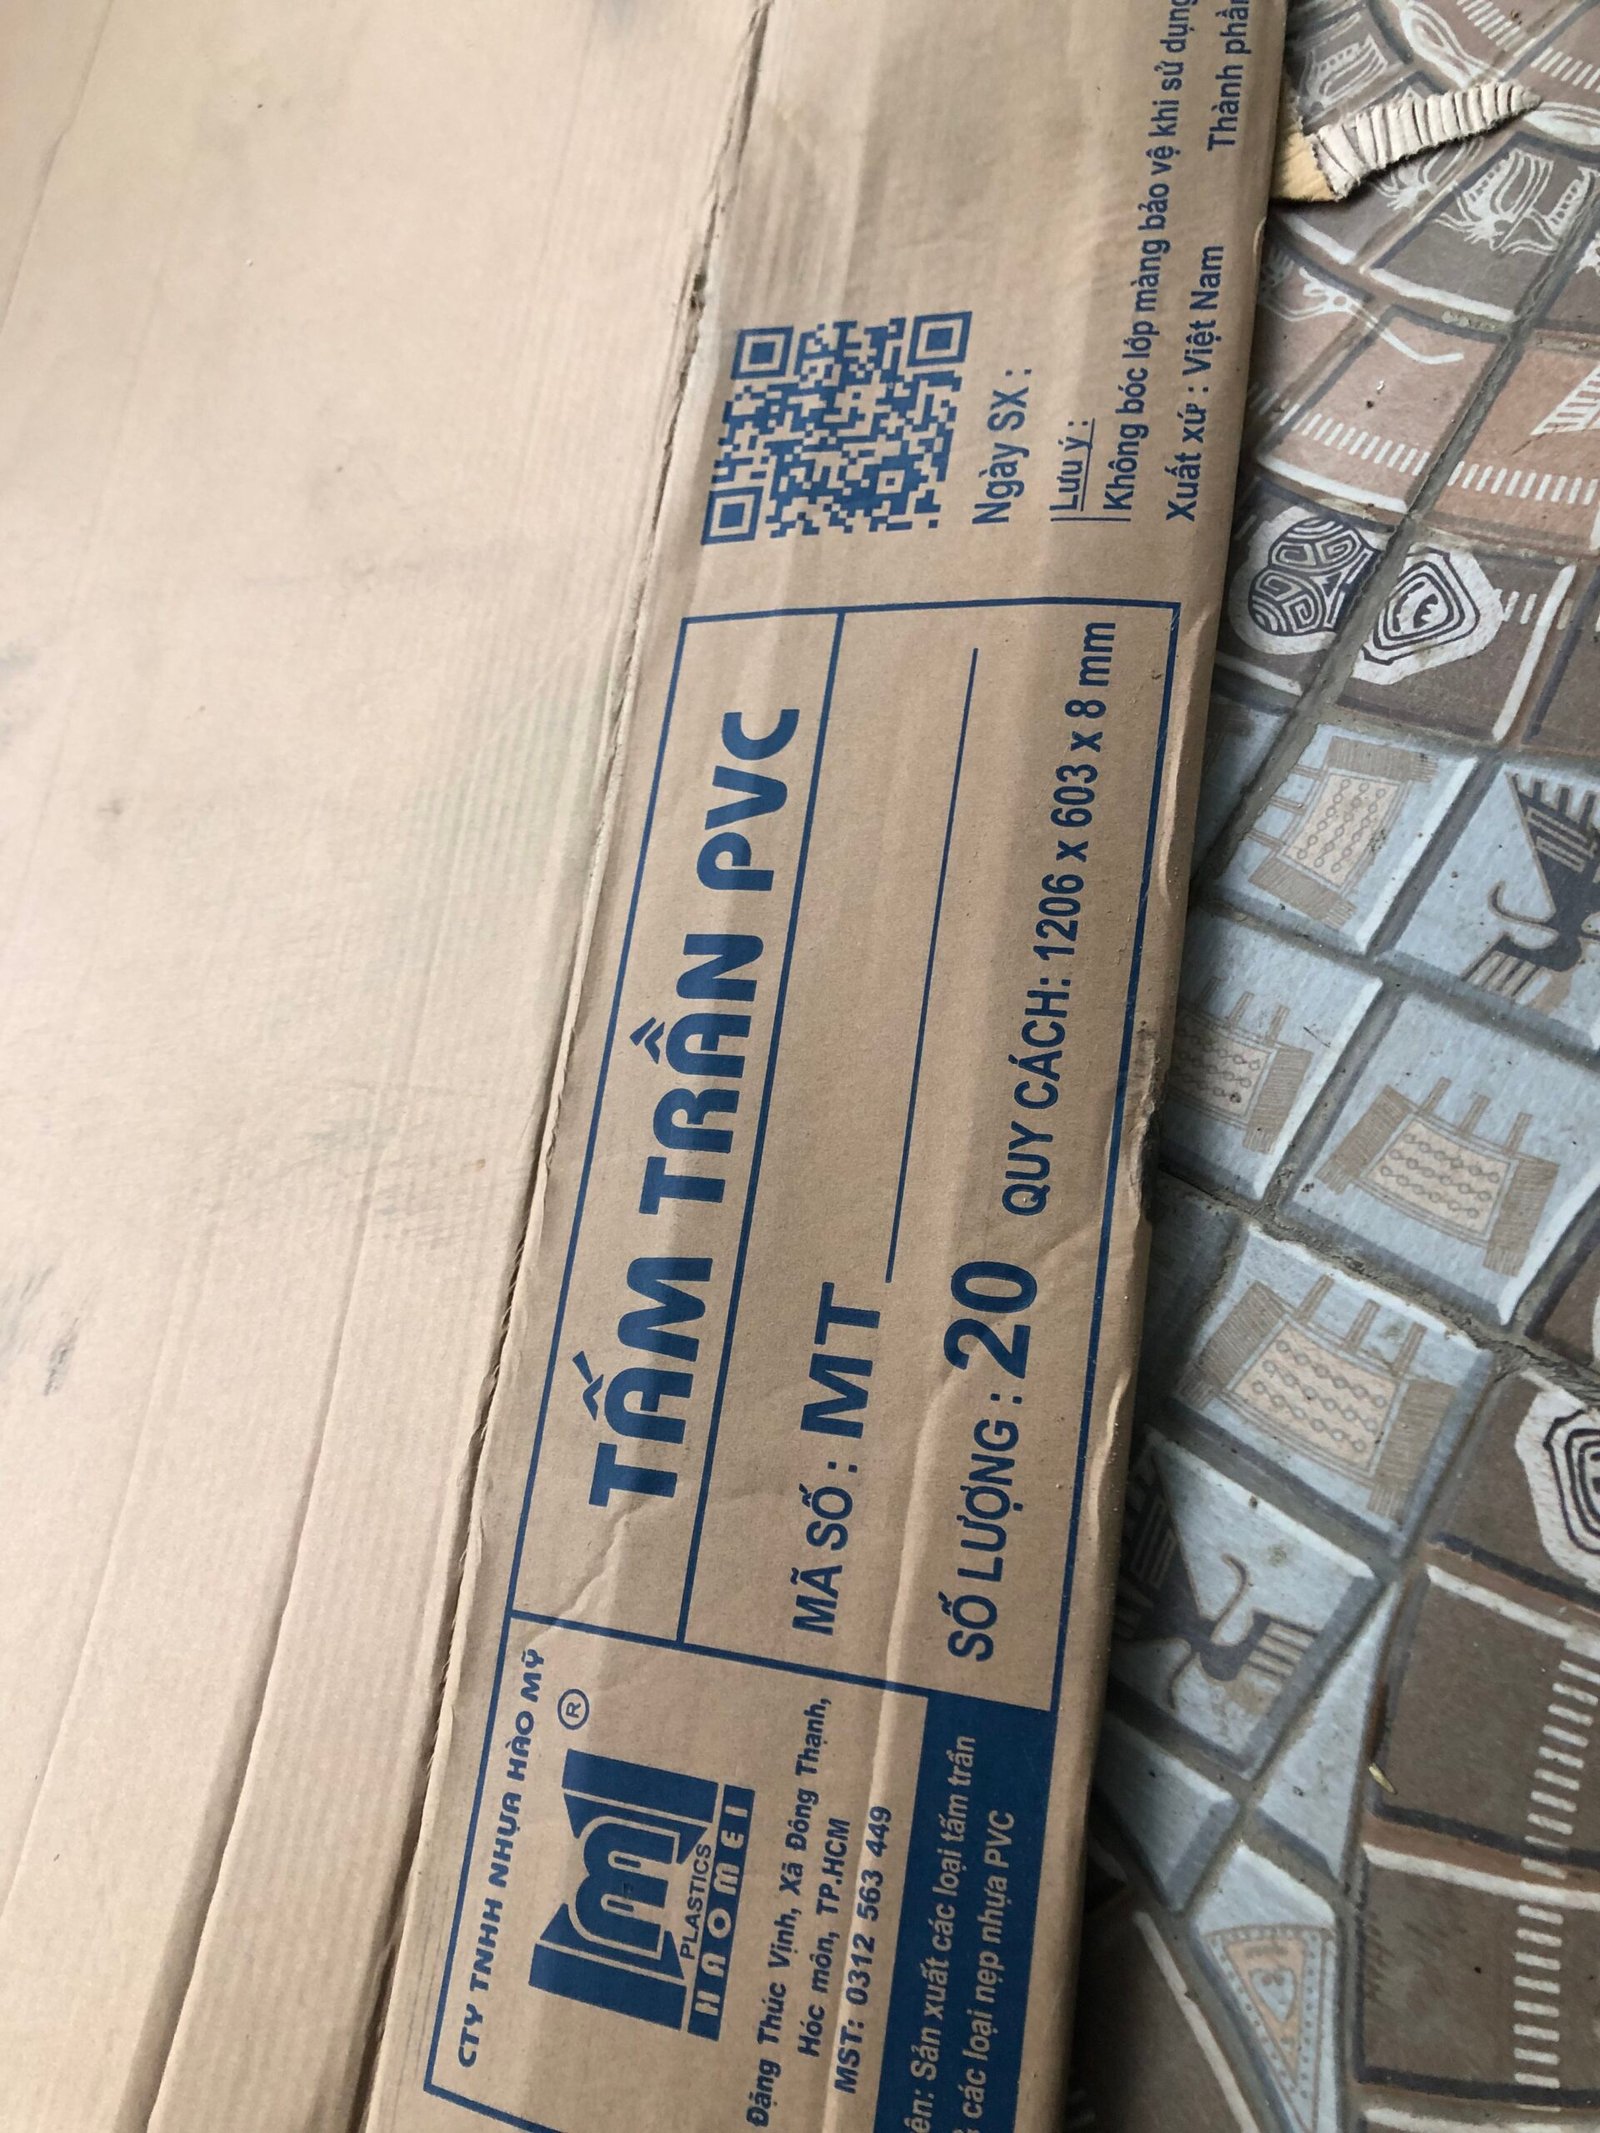 CTY TNHH NHỰA HÀO MỸ
®
PLASTICS
HAOMEI
Đặng Thúc Vịnh, Xã Đông Thạnh,
Hóc môn, TP.HCM
MST: 0312 563 449
Sản xuất các loại tấm trần
các loại nẹp nhựa PVC
TẤM TRẦN PVC
MÃ SỐ : MT
SỐ LƯỢNG : 20 QUY CÁCH: 1206 x 603 x 8 mm
Ngày SX :
Lưu ý :
Không bóc lớp màng bảo vệ khi sử dụng
Xuất xứ : Việt Nam Thành phần